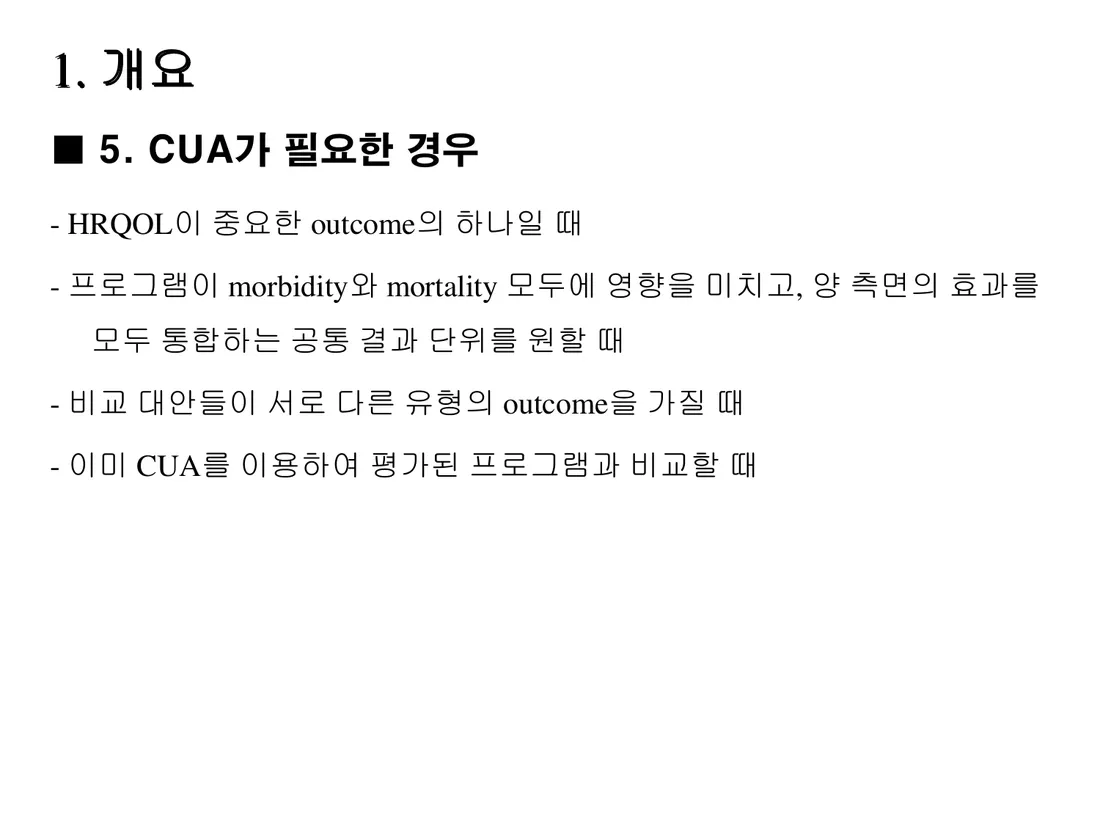 1. 개요
■ 5. CUA가 필요한 경우
- HRQOL이 중요한 outcome의 하나일 때
- 프로그램이 morbidity와 mortality 모두에 영향을 미치고, 양 측면의 효과를
모두 통합하는 공통 결과 단위를 원할 때
- 비교 대안들이 서로 다른 유형의 outcome을 가질 때
- 이미 CUA를 이용하여 평가된 프로그램과 비교할 때